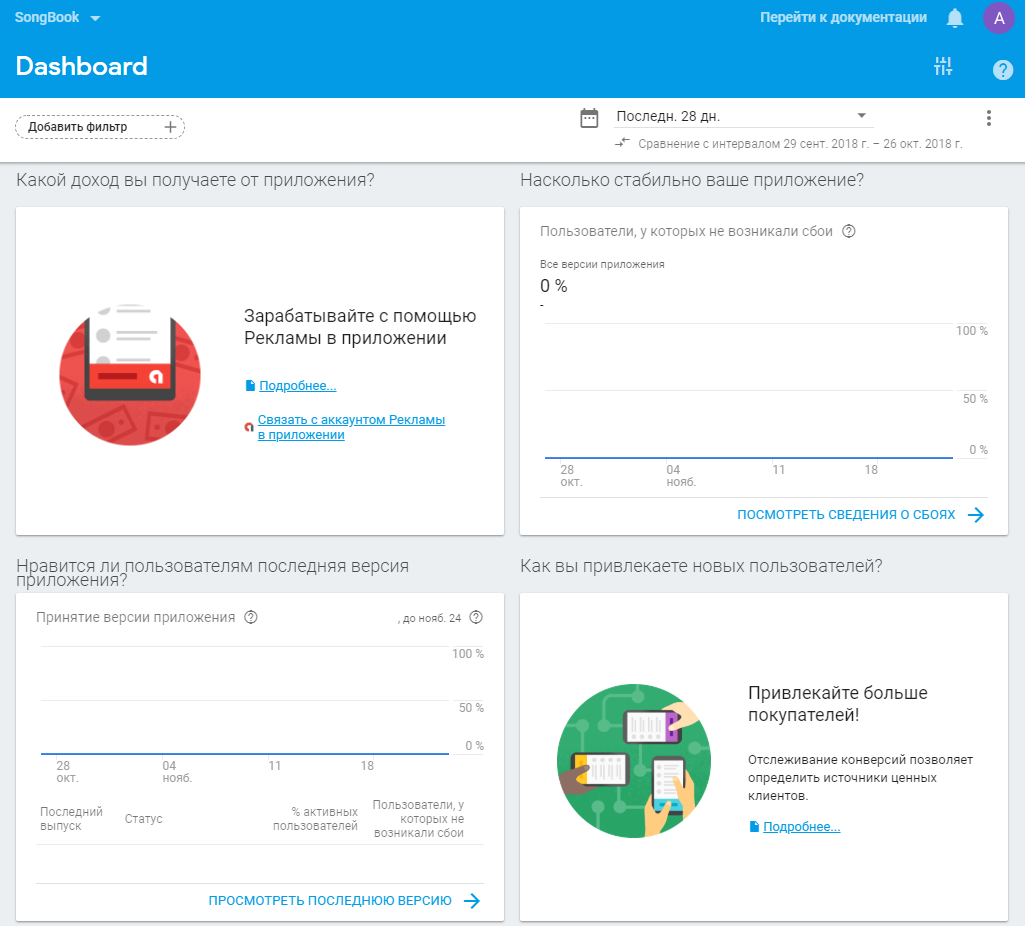 SongBook
Перейти к документации
A
Dashboard
?
Добавить фильтр
Последн. 28 дн.
Сравнение с интервалом 29 сент. 2018 г. – 26 окт. 2018 г.
Какой доход вы получаете от приложения?
Зарабатывайте с помощью
Рекламы в приложении
Подробнее...
Связать с аккаунтом Рекламы
в приложении
Насколько стабильно ваше приложение?
Пользователи, у которых не возникали сбои ?
Все версии приложения
0 %
-
100 %
50 %
0 %
28 04 11 18
окт. нояб.
ПОСМОТРЕТЬ СВЕДЕНИЯ О СБОЯХ
Нравится ли пользователям последняя версия
приложения?
Принятие версии приложения ? , до нояб. 24 ?
100 %
50 %
0 %
28 04 11 18
окт. нояб.
Последний
выпуск
Статус
% активных
пользователей
Пользователи, у
которых не
возникали сбои
ПРОСМОТРЕТЬ ПОСЛЕДНЮЮ ВЕРСИЮ
Как вы привлекаете новых пользователей?
Привлекайте больше
покупателей!
Отслеживание конверсий позволяет
определить источники ценных
клиентов.
Подробнее...